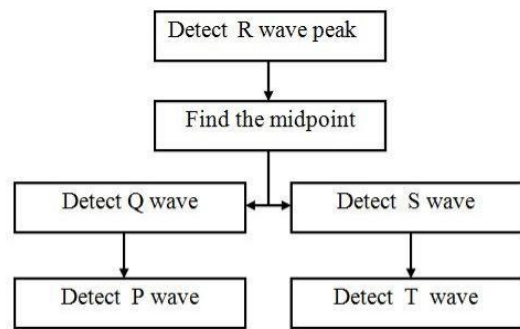 Detect R wave peak
Find the midpoint
Detect Q wave
Detect S wave
Detect P wave
Detect T wave